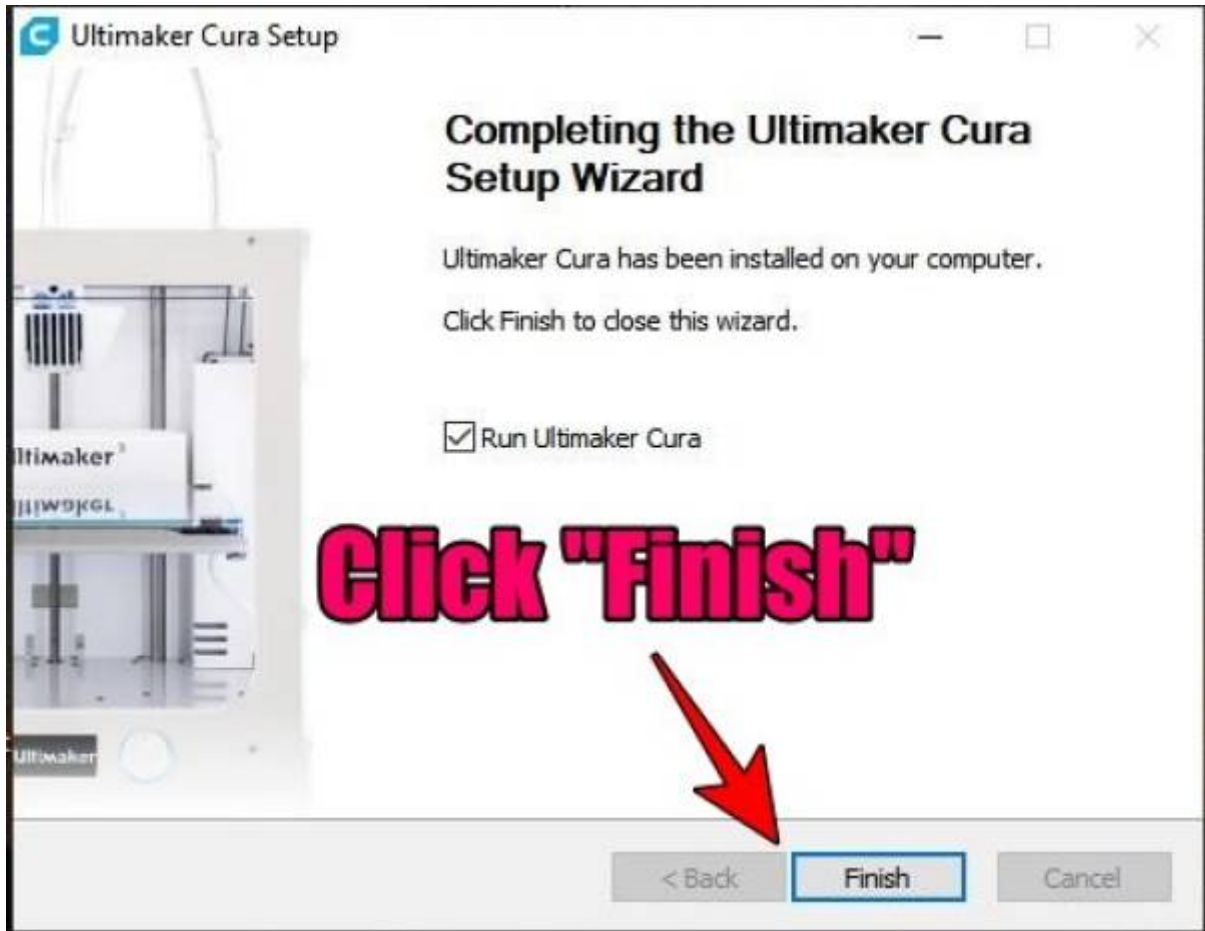 Ultimaker Cura Setup
Completing the Ultimaker Cura
Setup Wizard
Ultimaker Cura has been installed on your computer.
Click Finish to close this wizard.
Run Ultimaker Cura
ltimaker³
Click "Finish"
Ultimaker
< Back
Finish
Cancel